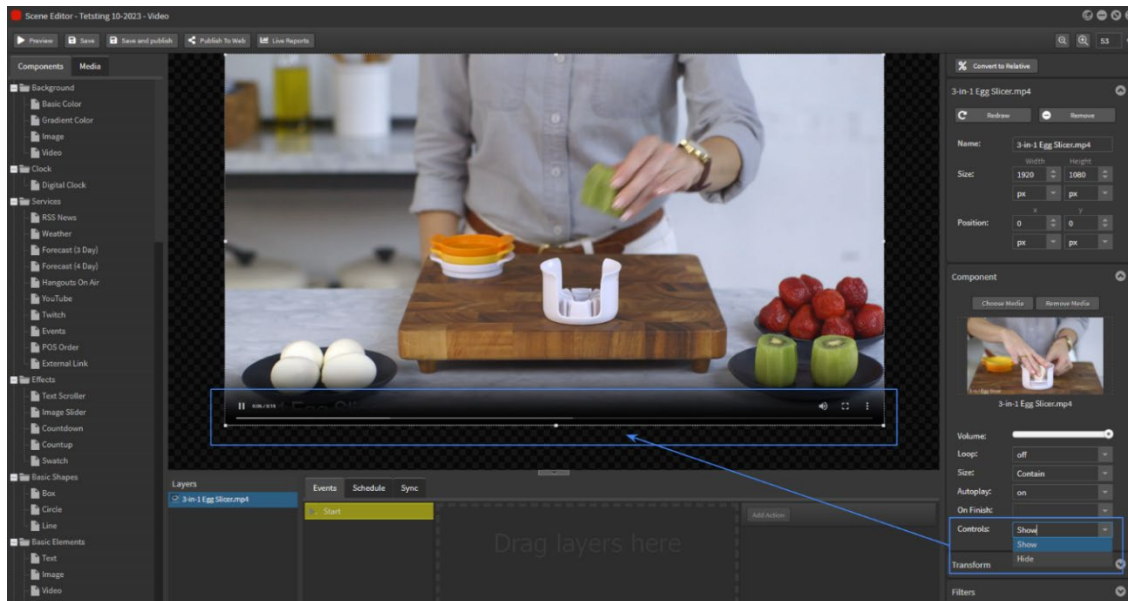 Scene Editor - Tetsting 10-2023 - Video
Preview Save Save and publish Publish To Web Live Reports 53
Components Media
Background
Basic Color
Gradient Color
Image
Video
Clock
Digital Clock
Services
RSS News
Weather
Forecast (3 Day)
Forecast (4 Day)
Hangouts On Air
YouTube
Twitch
Events
POS Order
External Link
Effects
Text Scroller
Image Slider
Countdown
Countup
Swatch
Basic Shapes
Box
Circle
Line
Basic Elements
Text
Image
Video
Layers
3-in-1 Egg Slicer.mp4
Events Schedule Sync
Start
Drag layers here
Add Action
Convert to Relative
3-in-1 Egg Slicer.mp4
Redraw Remove
Name: 3-in-1 Egg Slicer.mp4
Width Height
Size: 1920 1080
px px
x y
Position: 0 0
px px
Component
Choose Media Remove Media
3-in-1 Egg Slicer.mp4
Volume:
Loop: off
Size: Contain
Autoplay: on
On Finish:
Controls: Show
Show
Hide
Transform
Filters